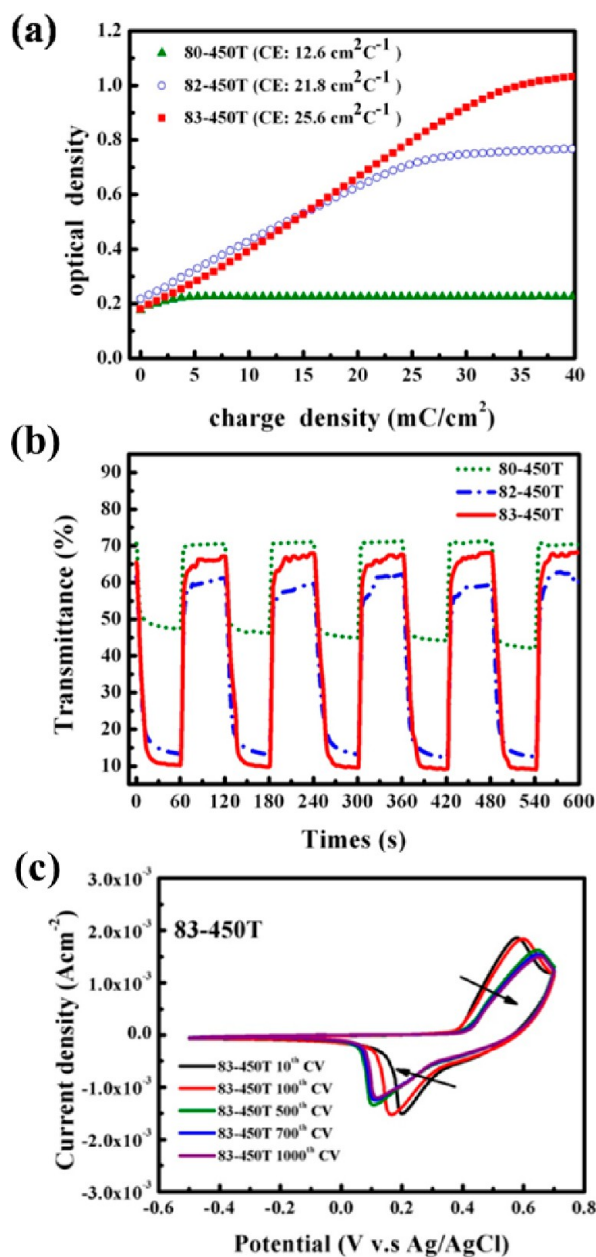 (a)
1.2
1.0
0.8
0.6
0.4
0.2
0.0
optical density
80-450T (CE: 12.6 cm²C⁻¹)
82-450T (CE: 21.8 cm²C⁻¹)
83-450T (CE: 25.6 cm²C⁻¹)
0 5 10 15 20 25 30 35 40
charge density (mC/cm²)
(b)
90
80
70
60
50
40
30
20
10
Transmittance (%)
80-450T
82-450T
83-450T
0 60 120 180 240 300 360 420 480 540 600
Times (s)
(c)
3.0x10⁻³
2.0x10⁻³
1.0x10⁻³
0.0
-1.0x10⁻³
-2.0x10⁻³
-3.0x10⁻³
Current density (Acm⁻²)
83-450T
83-450T 10th CV
83-450T 100th CV
83-450T 500th CV
83-450T 700th CV
83-450T 1000th CV
-0.6 -0.4 -0.2 0.0 0.2 0.4 0.6 0.8
Potential (V v.s Ag/AgCl)